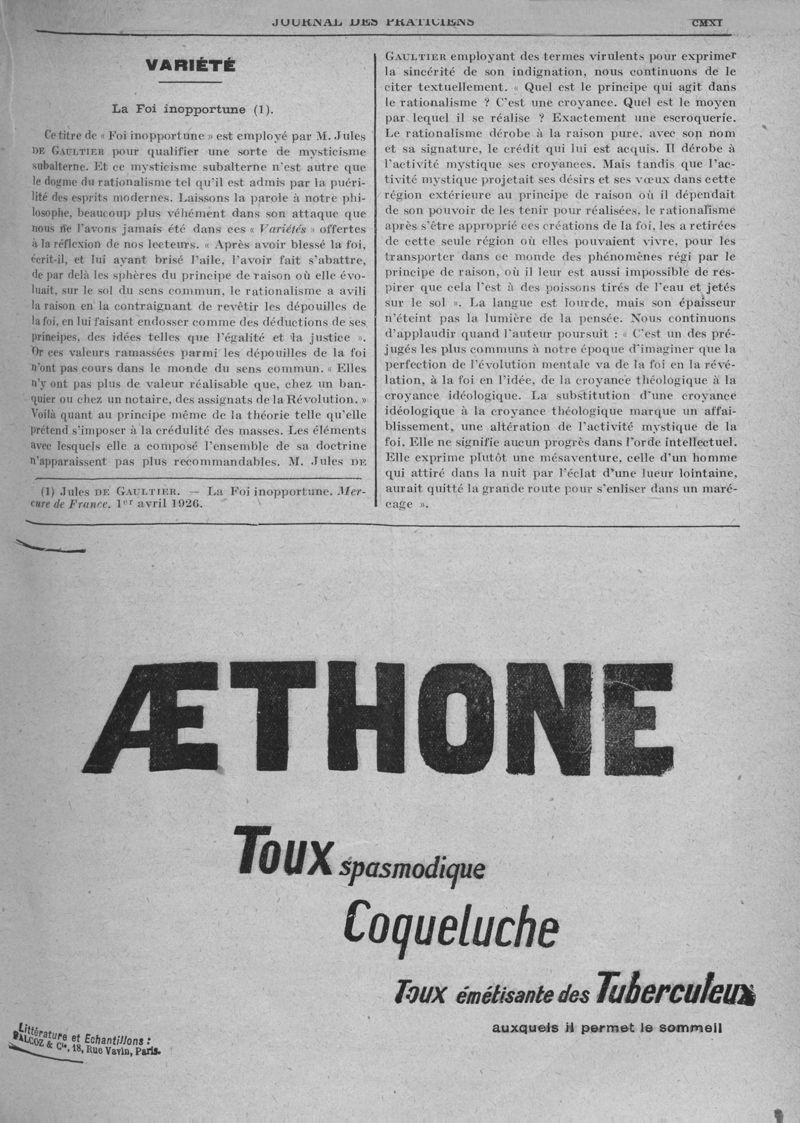 JOURNAL DES PRATICIENS CMXI
VARIÉTÉ
La Foi inopportune (1).
Ce titre de « Foi inopportune » est employé par M. Jules
DE GAULTIER pour qualifier une sorte de mysticisme
subalterne. Et ce mysticisme subalterne n'est autre que
le dogme du rationalisme tel qu'il est admis par la puéri-
lité des esprits modernes. Laissons la parole à notre phi-
losophe, beaucoup plus véhément dans son attaque que
nous ne l'avons jamais été dans ces « Variétés » offertes
à la réflexion de nos lecteurs. « Après avoir blessé la foi,
écrit-il, et lui ayant brisé l'aile, l'avoir fait s'abattre,
de par delà les sphères du principe de raison où elle évo-
luait, sur le sol du sens commun, le rationalisme a avili
la raison en la contraignant de revêtir les dépouilles de
la foi, en lui faisant endosser comme des déductions de ses
principes, des idées telles que l'égalité et la justice ».
Or ces valeurs ramassées parmi les dépouilles de la foi
n'ont pas cours dans le monde du sens commun. « Elles
n'y ont pas plus de valeur réalisable que, chez un ban-
quier ou chez un notaire, des assignats de la Révolution. »
Voilà quant au principe même de la théorie telle qu'elle
prétend s'imposer à la crédulité des masses. Les éléments
avec lesquels elle a composé l'ensemble de sa doctrine
n'apparaissent pas plus recommandables. M. Jules DE
(1) Jules DE GAULTIER. — La Foi inopportune. Mer-
cure de France. 1er avril 1926.
GAULTIER employant des termes virulents pour exprimer
la sincérité de son indignation, nous continuons de le
citer textuellement. « Quel est le principe qui agit dans
le rationalisme ? C'est une croyance. Quel est le moyen
par lequel il se réalise ? Exactement une escroquerie.
Le rationalisme dérobe à la raison pure, avec son nom
et sa signature, le crédit qui lui est acquis. Il dérobe à
l'activité mystique ses croyances. Mais tandis que l'ac-
tivité mystique projetait ses désirs et ses vœux dans cette
région extérieure au principe de raison où il dépendait
de son pouvoir de les tenir pour réalisées, le rationalisme
après s'être approprié ces créations de la foi, les a retirées
de cette seule région où elles pouvaient vivre, pour les
transporter dans ce monde des phénomènes régi par le
principe de raison, où il leur est aussi impossible de res-
pirer que cela l'est à des poissons tirés de l'eau et jetés
sur le sol ». La langue est lourde, mais son épaisseur
n'éteint pas la lumière de la pensée. Nous continuons
d'applaudir quand l'auteur poursuit : « C'est un des pré-
jugés les plus communs à notre époque d'imaginer que la
perfection de l'évolution mentale va de la foi en la révé-
lation, à la foi en l'idée, de la croyance théologique à la
croyance idéologique. La substitution d'une croyance
idéologique à la croyance théologique marque un affai-
blissement, une altération de l'activité mystique de la
foi. Elle ne signifie aucun progrès dans l'orde intellectuel.
Elle exprime plutôt une mésaventure, celle d'un homme
qui attiré dans la nuit par l'éclat d'une lueur lointaine,
aurait quitté la grande route pour s'enliser dans un maré-
cage ».
ÆTHONE
Toux spasmodique
Coqueluche
Toux émétisante des Tuberculeux
auxquels il permet le sommeil
Littérature et Echantillons :
FALCOZ & Cie, 18, Rue Vavin, Paris.